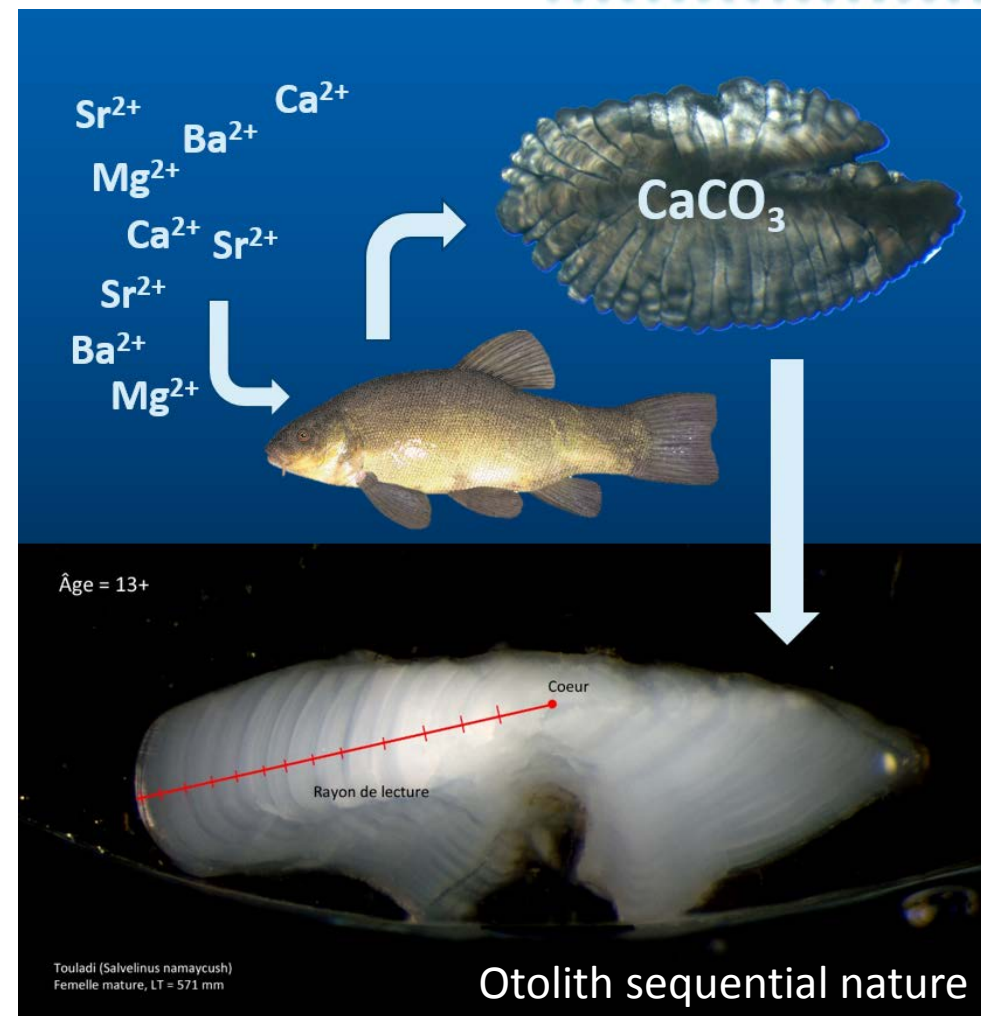 Sr²⁺
Ca²⁺
Ba²⁺
Mg²⁺
Ca²⁺ Sr²⁺
Sr²⁺
Ba²⁺
Mg²⁺
CaCO₃
Âge = 13+
Coeur
Rayon de lecture
Touladi (Salvelinus namaycush)
Femelle mature, LT = 571 mm
Otolith sequential nature